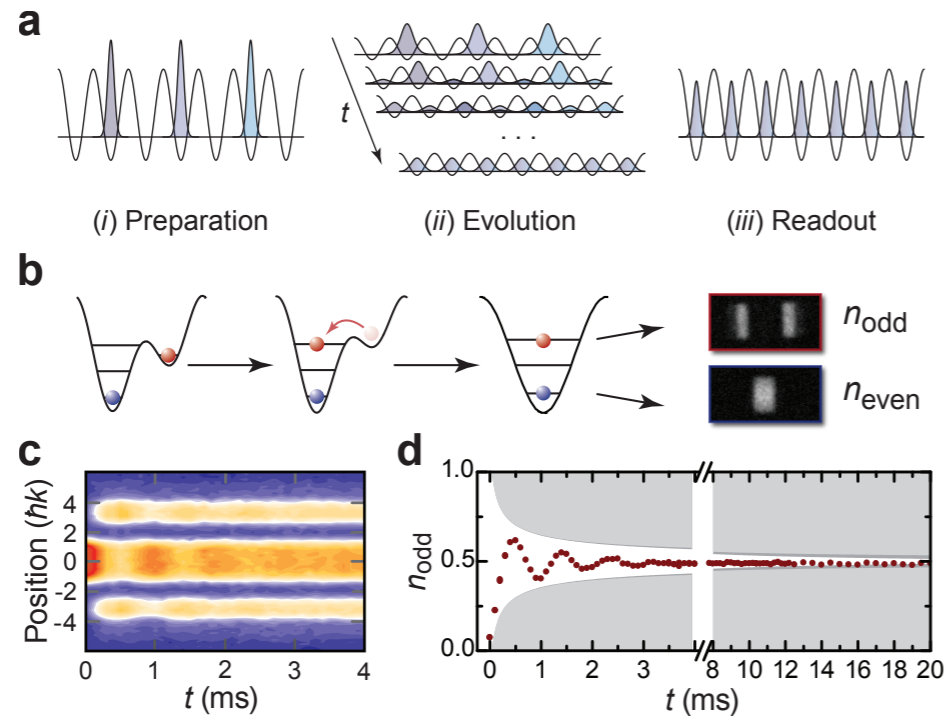 a
t
. . .
(i) Preparation
(ii) Evolution
(iii) Readout
b
n_odd
n_even
c
Position (ħk)
4
2
0
-2
-4
0 1 2 3 4
t (ms)
d
n_odd
1.0
0.5
0.0
0 1 2 3 8 10 12 14 16 18 20
t (ms)